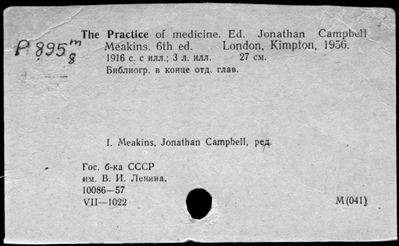 P 895 m/8
The Practice of medicine. Ed. Jonathan Campbell
Meakins. 6th ed. London, Kimpton, 1956.
1916 с. с илл.; 3 л. илл. 27 см.
Библиогр. в конце отд. глав.
I. Meakins, Jonathan Campbell, ред.
Гос. б-ка СССР
им. В. И. Ленина,
10086—57
VII—1022
М(041)